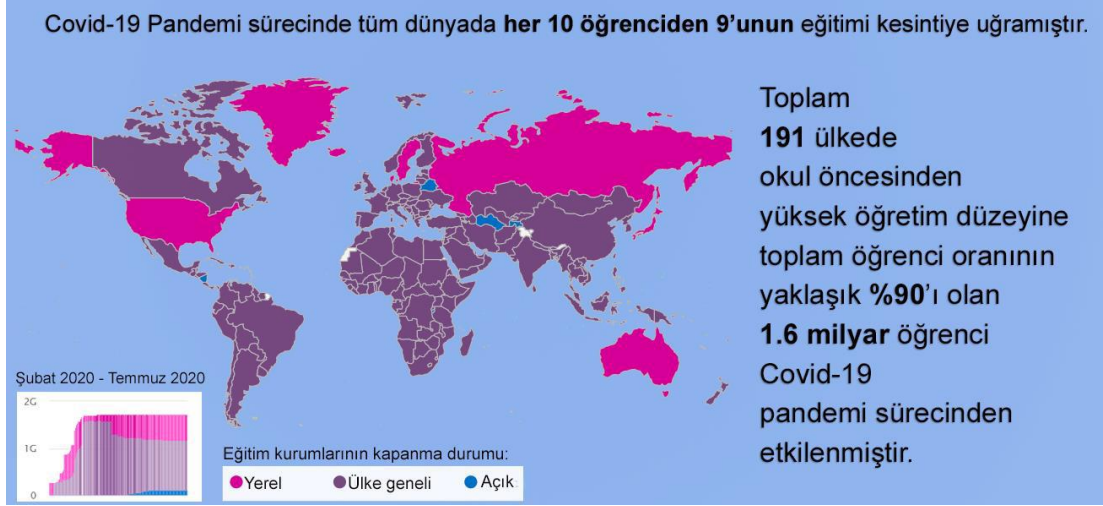 Covid-19 Pandemi sürecinde tüm dünyada her 10 öğrenciden 9’unun eğitimi kesintiye uğramıştır.
Toplam
191 ülkede
okul öncesinden
yüksek öğretim düzeyine
toplam öğrenci oranının
yaklaşık %90’ı olan
1.6 milyar öğrenci
Covid-19
pandemi sürecinden
etkilenmiştir.
Şubat 2020 - Temmuz 2020
2G
1G
0
Eğitim kurumlarının kapanma durumu:
Yerel Ülke geneli Açık